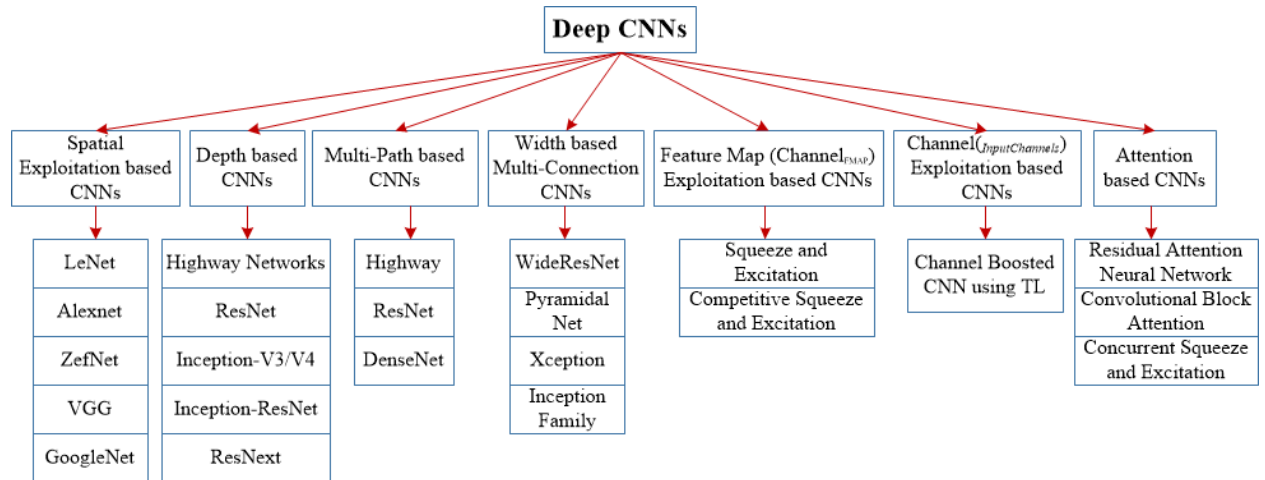 Deep CNNs
Spatial
Exploitation based
CNNs
Depth based
CNNs
Multi-Path based
CNNs
Width based
Multi-Connection
CNNs
Feature Map (ChannelFMAP)
Exploitation based CNNs
Channel(InputChannels)
Exploitation based
CNNs
Attention
based CNNs
LeNet
Alexnet
ZefNet
VGG
GoogleNet
Highway Networks
ResNet
Inception-V3/V4
Inception-ResNet
ResNext
Highway
ResNet
DenseNet
WideResNet
Pyramidal
Net
Xception
Inception
Family
Squeeze and
Excitation
Competitive Squeeze
and Excitation
Channel Boosted
CNN using TL
Residual Attention
Neural Network
Convolutional Block
Attention
Concurrent Squeeze
and Excitation